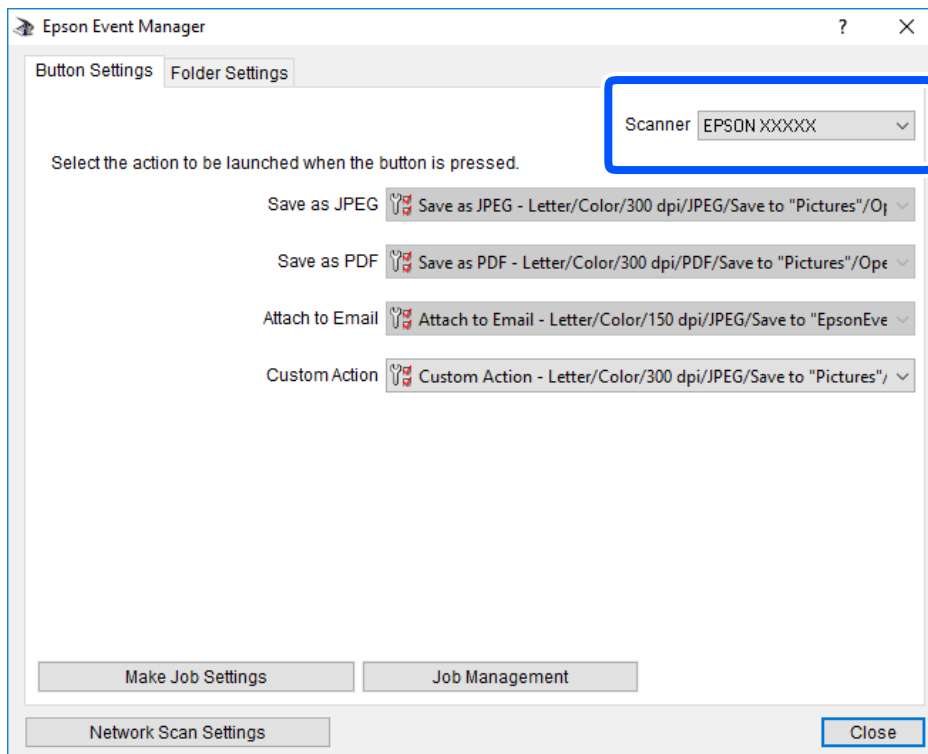 Epson Event Manager
Button Settings Folder Settings
Scanner EPSON XXXXX
Select the action to be launched when the button is pressed.
Save as JPEG Save as JPEG - Letter/Color/300 dpi/JPEG/Save to "Pictures"/Op
Save as PDF Save as PDF - Letter/Color/300 dpi/PDF/Save to "Pictures"/Ope
Attach to Email Attach to Email - Letter/Color/150 dpi/JPEG/Save to "EpsonEve
Custom Action Custom Action - Letter/Color/300 dpi/JPEG/Save to "Pictures"/
Make Job Settings Job Management
Network Scan Settings Close